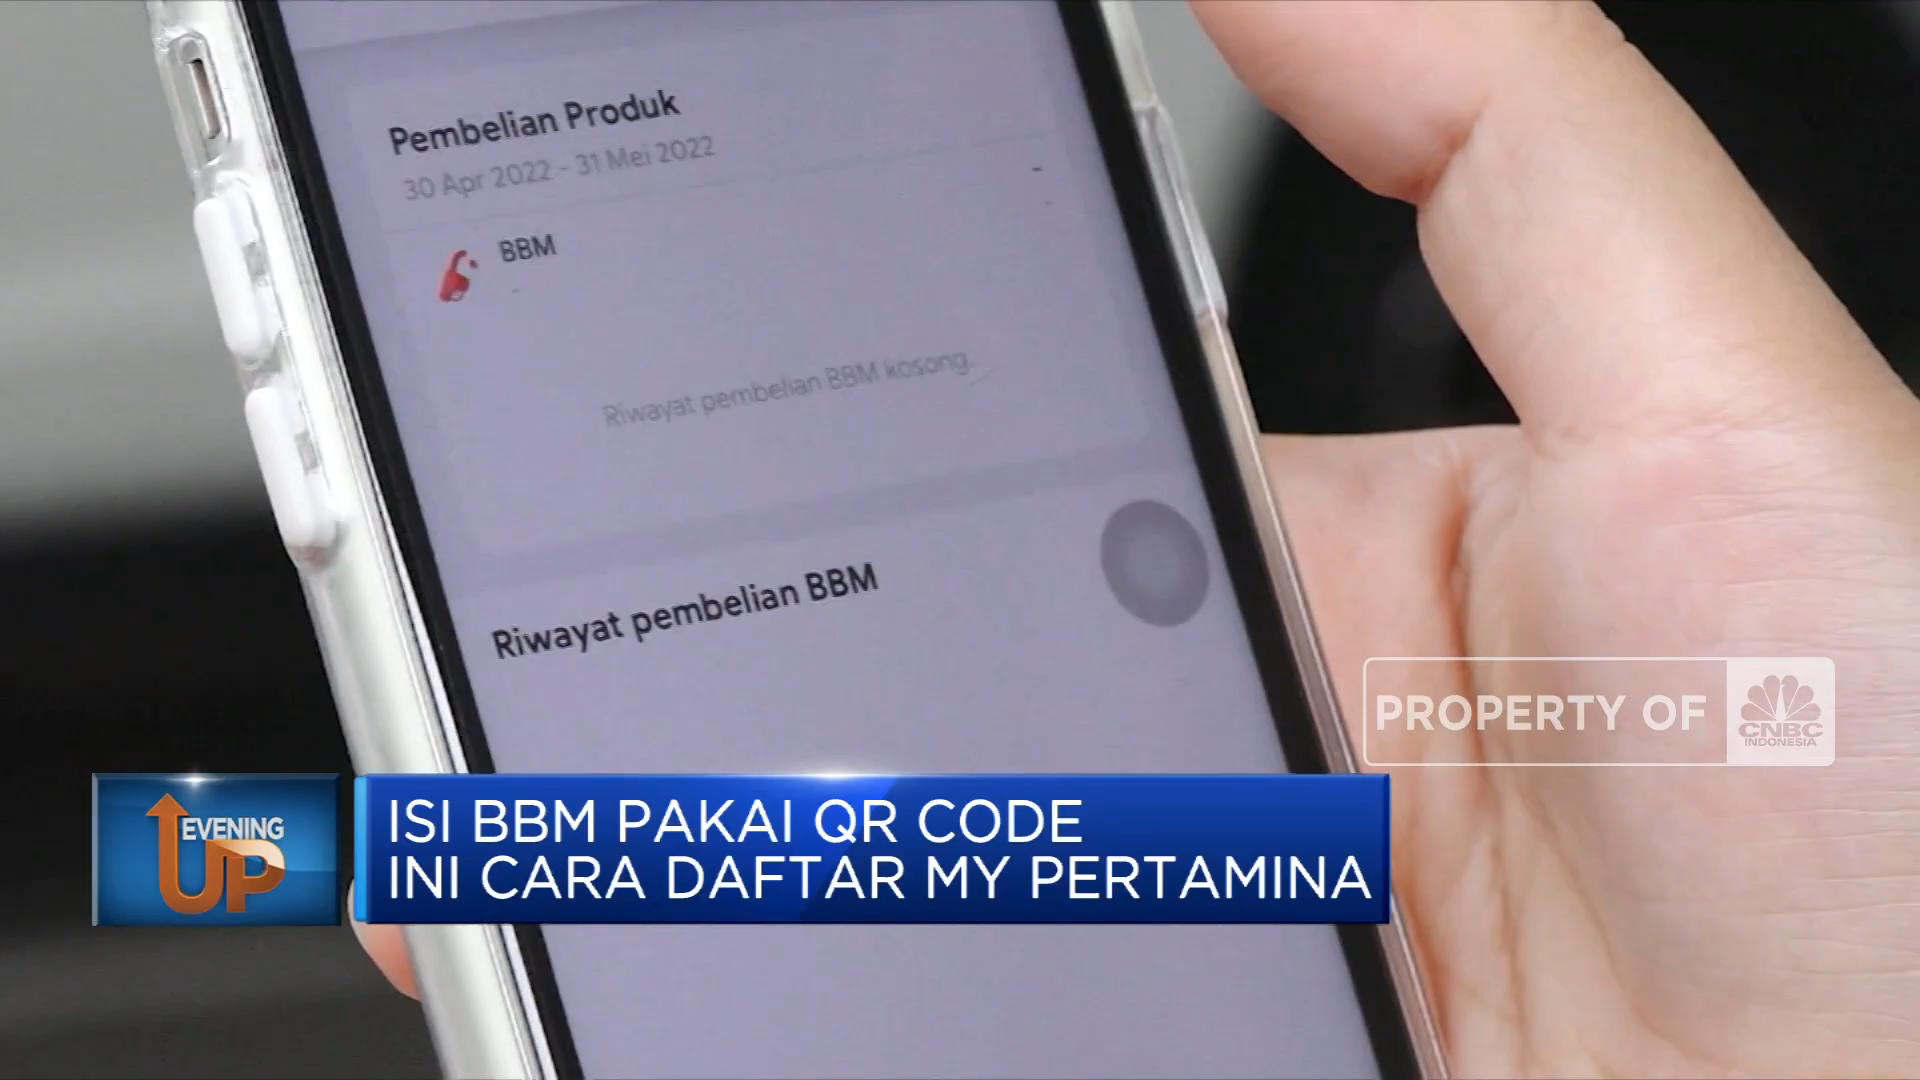 Pembelian Produk
30 Apr 2022 - 31 Mei 2022
-
BBM
-
Riwayat pembelian BBM kosong.
Riwayat pembelian BBM
PROPERTY OF CNBC INDONESIA
EVENING UP
ISI BBM PAKAI QR CODE
INI CARA DAFTAR MY PERTAMINA